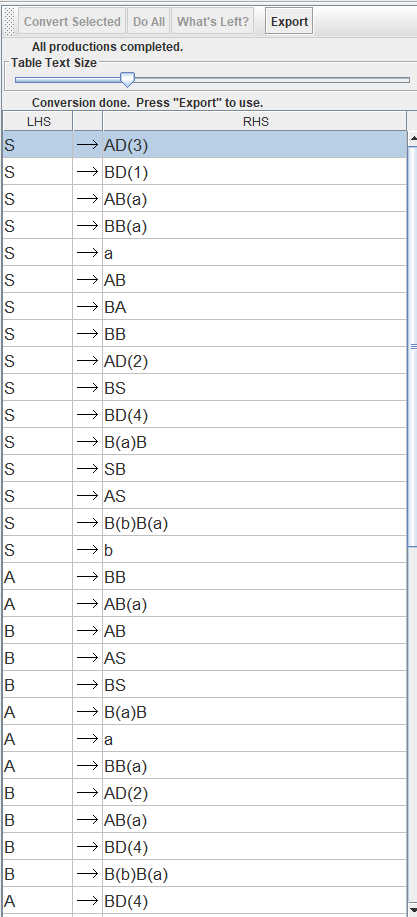 Convert Selected Do All What's Left? Export
All productions completed.
Table Text Size
Conversion done. Press "Export" to use.
LHS RHS
S → AD(3)
S → BD(1)
S → AB(a)
S → BB(a)
S → a
S → AB
S → BA
S → BB
S → AD(2)
S → BS
S → BD(4)
S → B(a)B
S → SB
S → AS
S → B(b)B(a)
S → b
A → BB
A → AB(a)
B → AB
B → AS
B → BS
A → B(a)B
A → a
A → BB(a)
B → AD(2)
B → AB(a)
B → BD(4)
B → B(b)B(a)
A → BD(4)